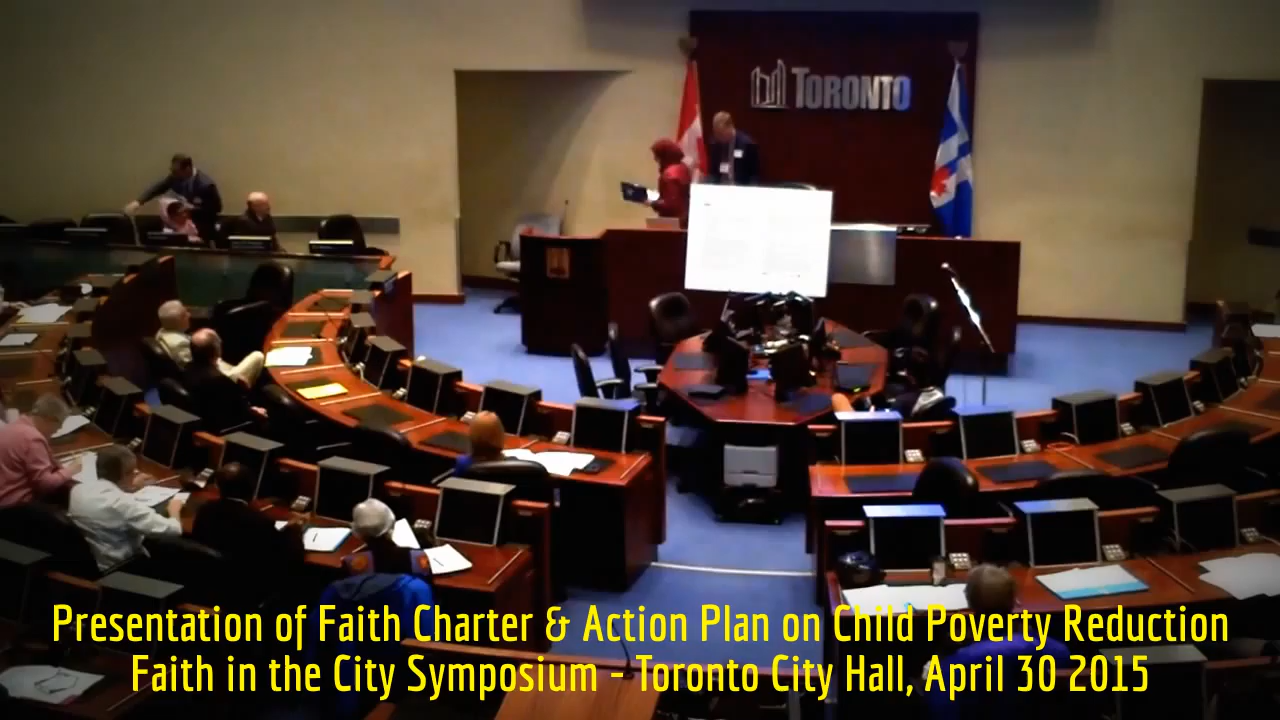 TORONTO
Presentation of Faith Charter & Action Plan on Child Poverty Reduction
Faith in the City Symposium - Toronto City Hall, April 30 2015